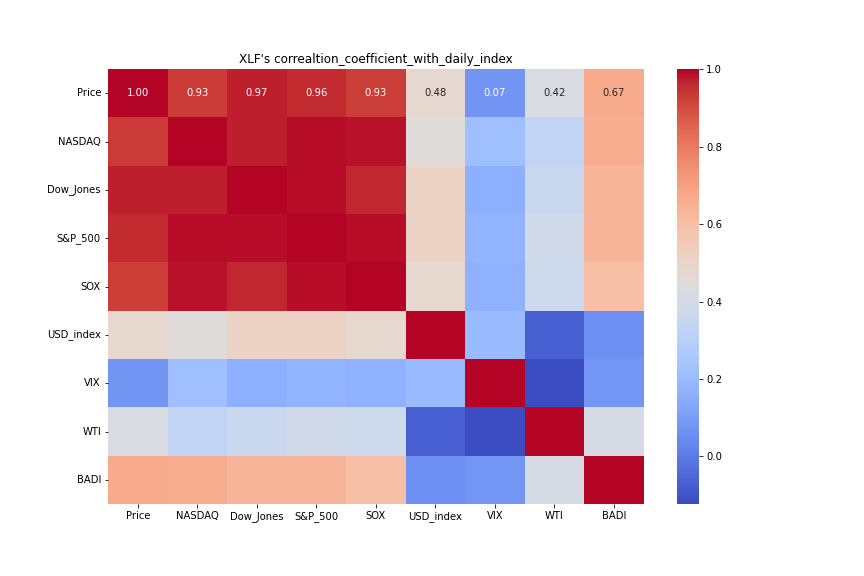 XLF's correaltion_coefficient_with_daily_index
Price 1.00 0.93 0.97 0.96 0.93 0.48 0.07 0.42 0.67
NASDAQ
Dow_Jones
S&P_500
SOX
USD_index
VIX
WTI
BADI
Price NASDAQ Dow_Jones S&P_500 SOX USD_index VIX WTI BADI
1.0
0.8
0.6
0.4
0.2
0.0